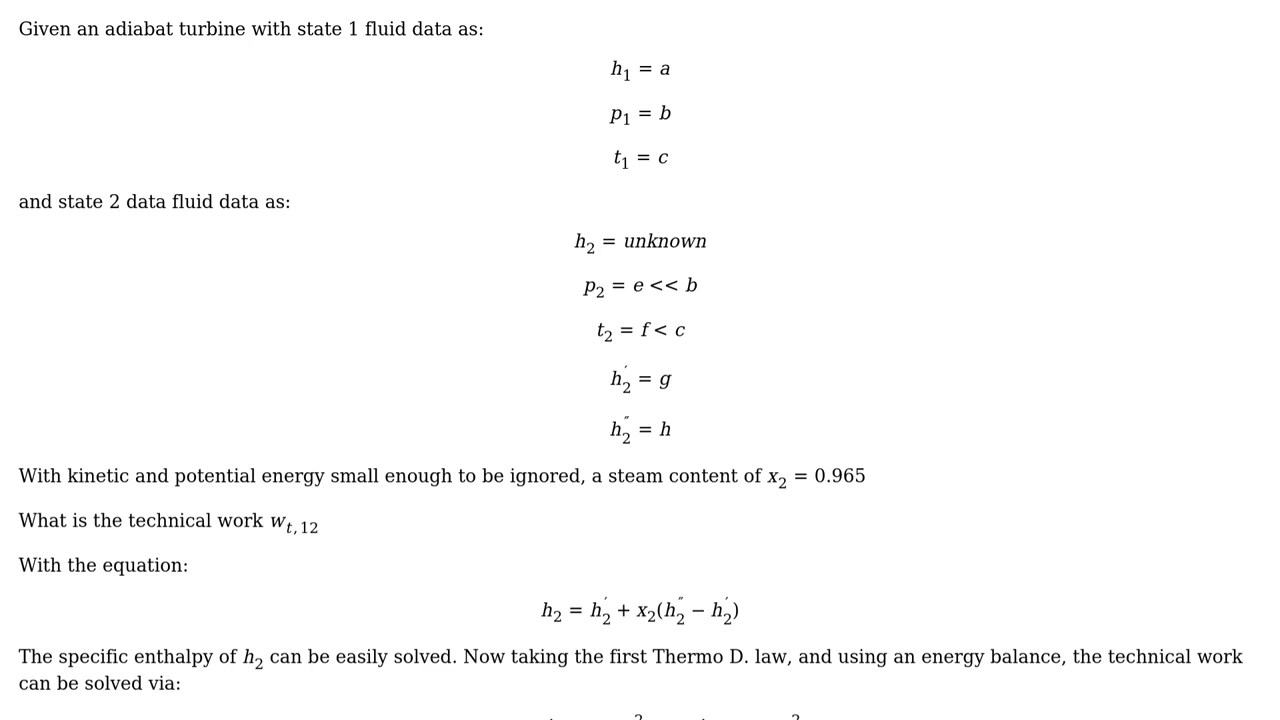 Given an adiabat turbine with state 1 fluid data as:
h₁ = a
p₁ = b
t₁ = c
and state 2 data fluid data as:
h₂ = unknown
p₂ = e << b
t₂ = f < c
h₂′ = g
h₂″ = h
With kinetic and potential energy small enough to be ignored, a steam content of x₂ = 0.965
What is the technical work wₜ,₁₂
With the equation:
h₂ = h₂′ + x₂(h₂″ − h₂′)
The specific enthalpy of h₂ can be easily solved. Now taking the first Thermo D. law, and using an energy balance, the technical work
can be solved via: